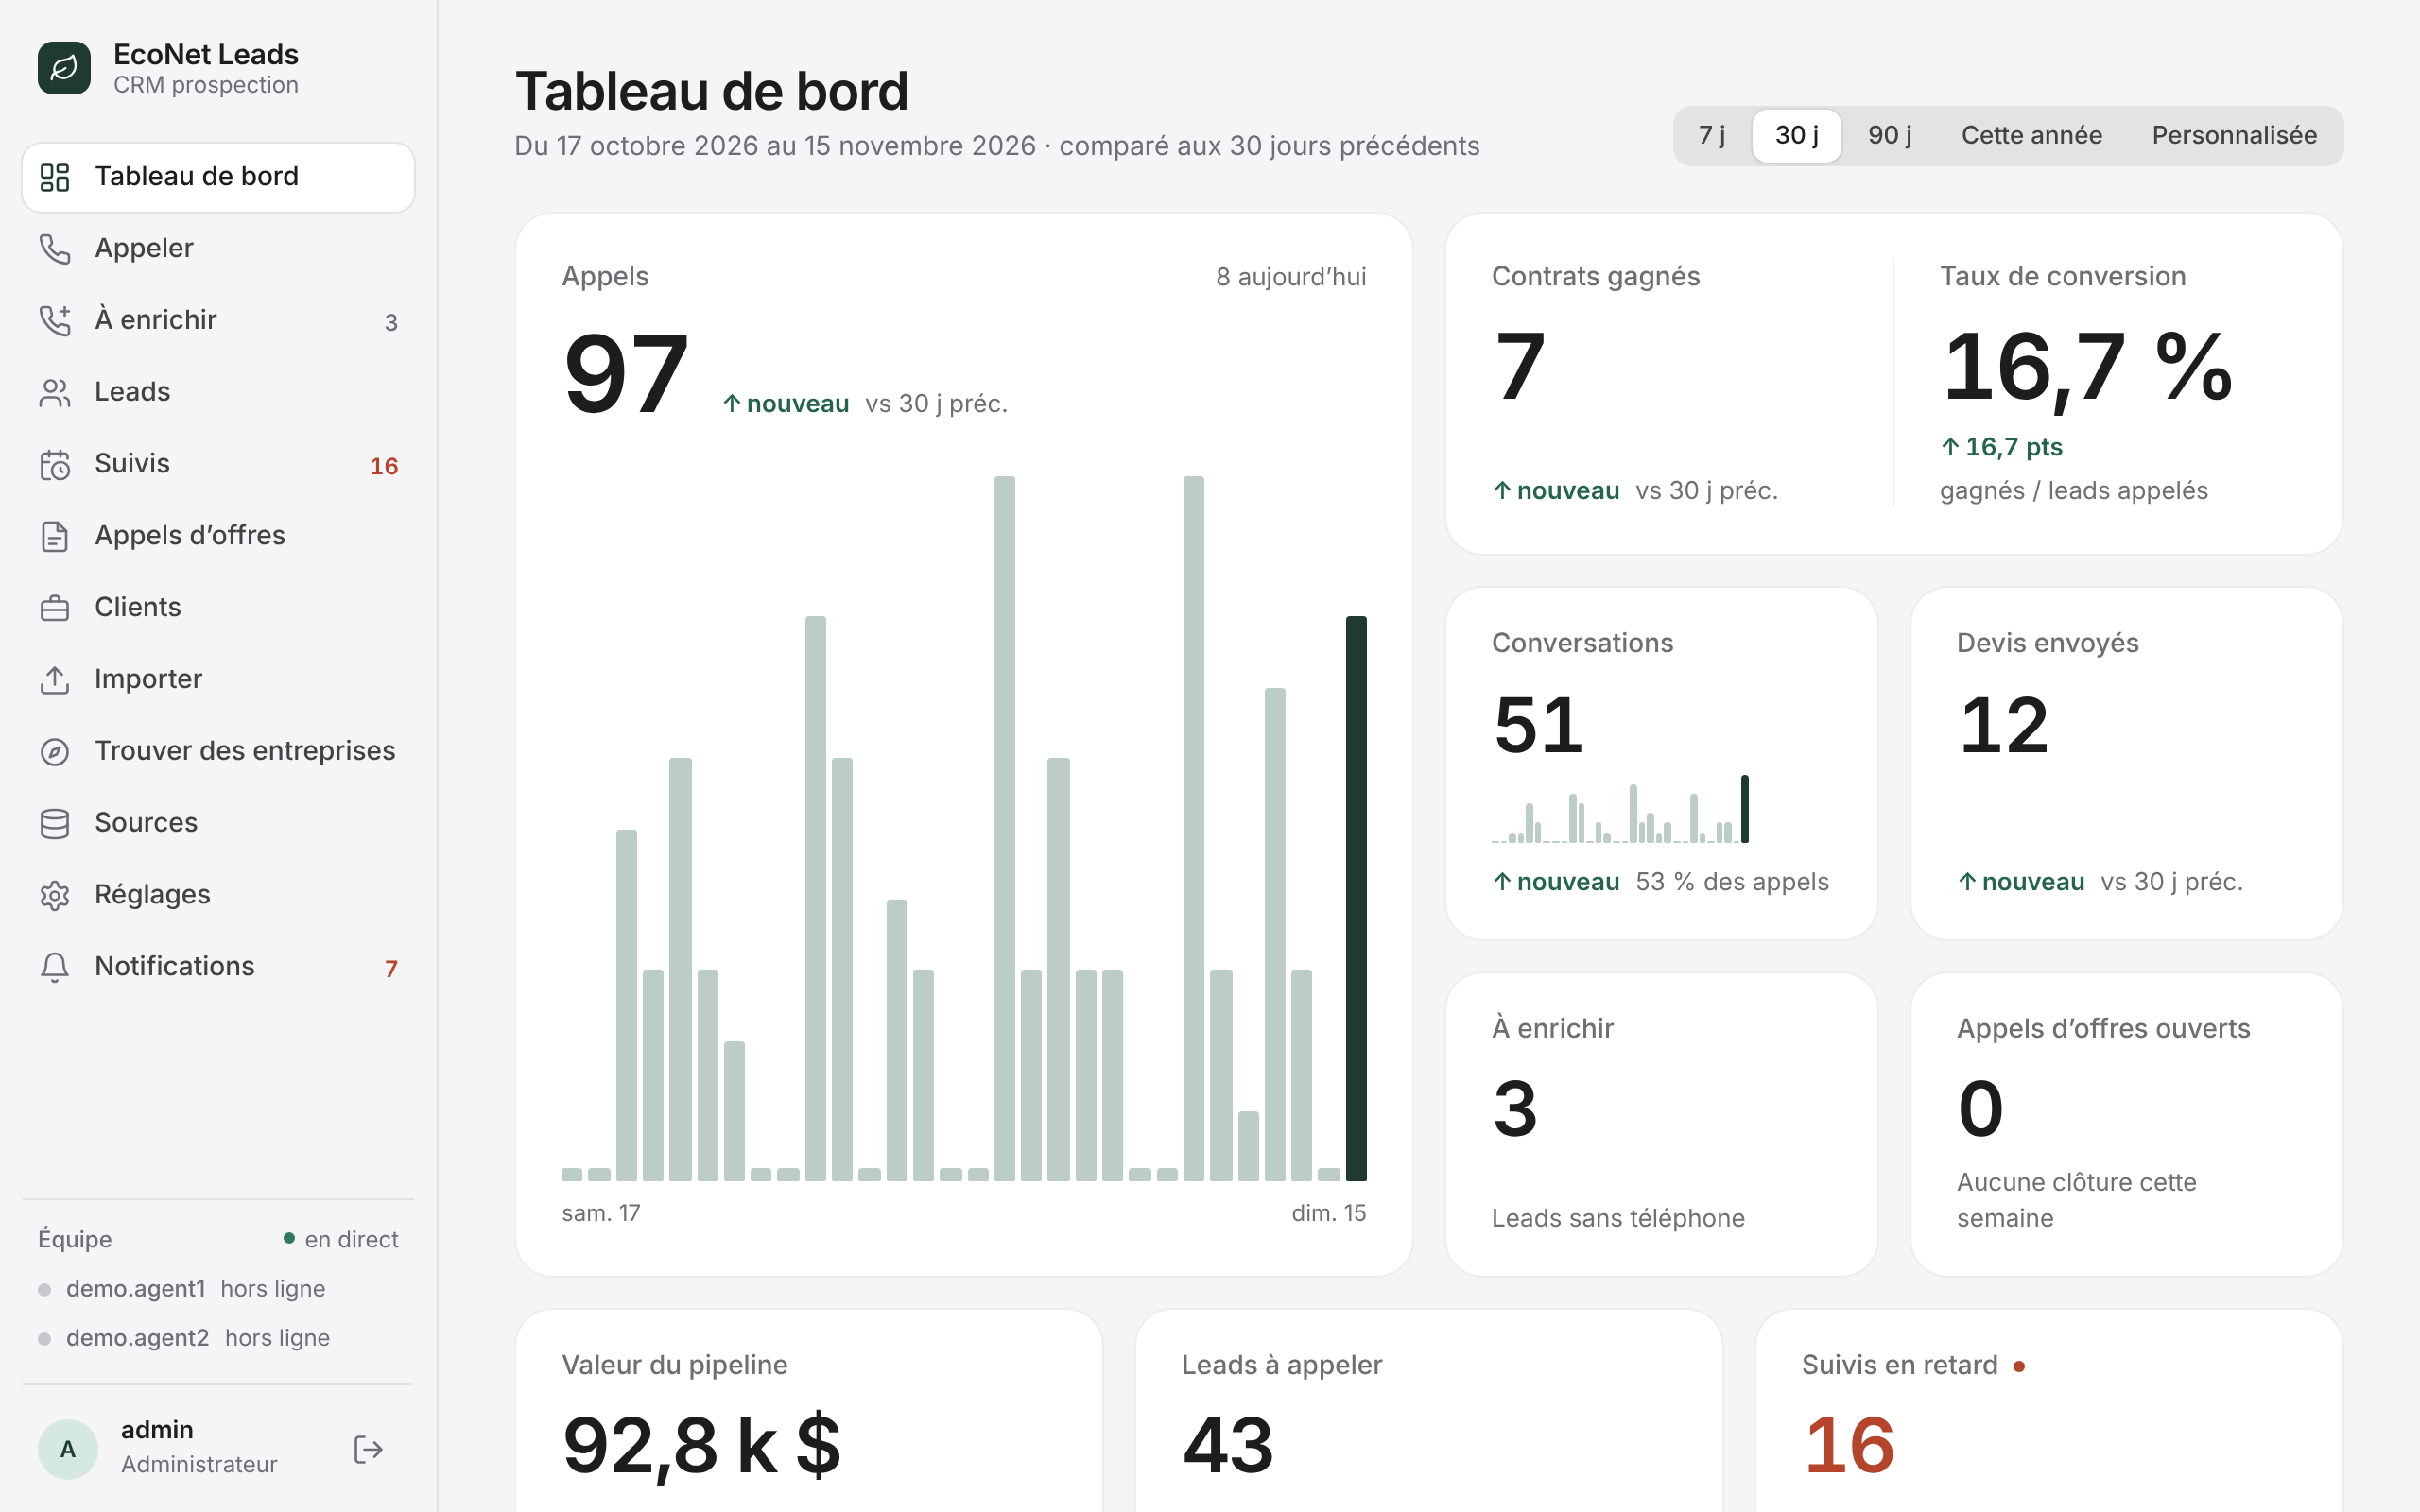 EcoNet Leads
CRM prospection
Tableau de bord
Appeler
À enrichir 3
Leads
Suivis 16
Appels d’offres
Clients
Importer
Trouver des entreprises
Sources
Réglages
Notifications 7
Équipe en direct
demo.agent1 hors ligne
demo.agent2 hors ligne
A
admin
Administrateur
Tableau de bord
Du 17 octobre 2026 au 15 novembre 2026 · comparé aux 30 jours précédents
7 j 30 j 90 j Cette année Personnalisée
Appels 8 aujourd’hui
97 ↑ nouveau vs 30 j préc.
sam. 17 dim. 15
Contrats gagnés
7
↑ nouveau vs 30 j préc.
Taux de conversion
16,7 %
↑ 16,7 pts
gagnés / leads appelés
Conversations
51
↑ nouveau 53 % des appels
Devis envoyés
12
↑ nouveau vs 30 j préc.
À enrichir
3
Leads sans téléphone
Appels d’offres ouverts
0
Aucune clôture cette
semaine
Valeur du pipeline
92,8 k $
Leads à appeler
43
Suivis en retard
16